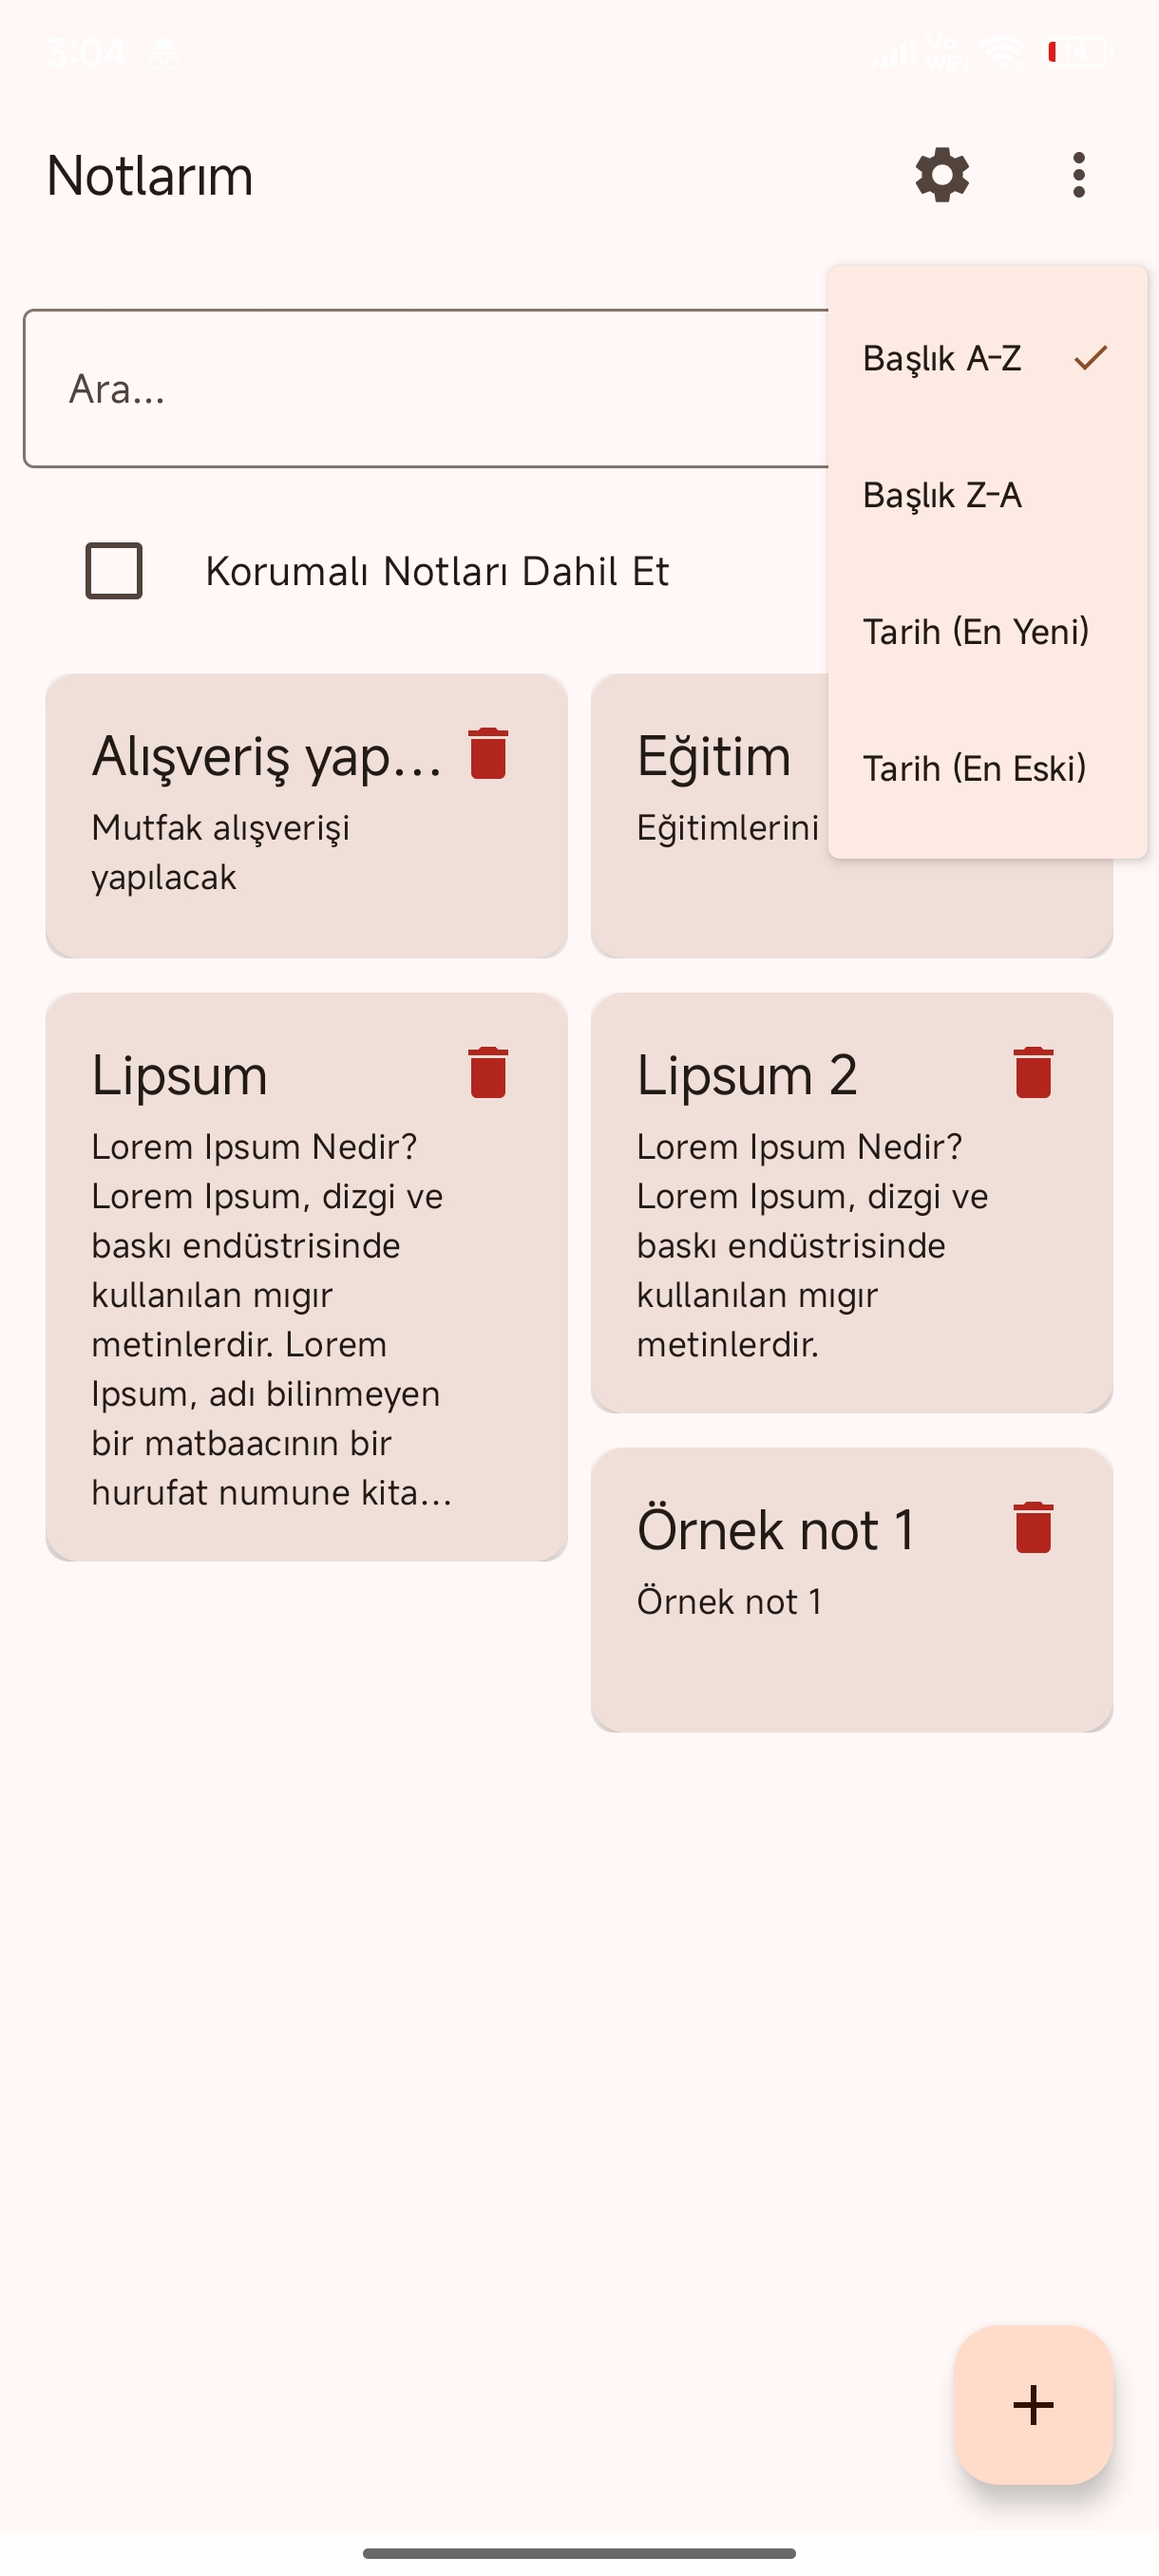 3:04
Vo
WiFi
14
Notlarım
Ara...
Başlık A-Z
Başlık Z-A
Tarih (En Yeni)
Tarih (En Eski)
Korumalı Notları Dahil Et
Alışveriş yap...
Mutfak alışverişi
yapılacak
Eğitim
Eğitimlerini
Lipsum
Lorem Ipsum Nedir?
Lorem Ipsum, dizgi ve
baskı endüstrisinde
kullanılan mıgır
metinlerdir. Lorem
Ipsum, adı bilinmeyen
bir matbaacının bir
hurufat numune kita...
Lipsum 2
Lorem Ipsum Nedir?
Lorem Ipsum, dizgi ve
baskı endüstrisinde
kullanılan mıgır
metinlerdir.
Örnek not 1
Örnek not 1